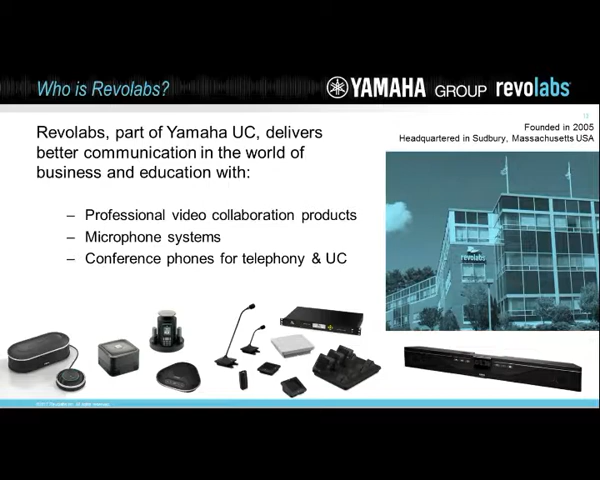 Who is Revolabs?
YAMAHA GROUP revolabs
Founded in 2005
Headquartered in Sudbury, Massachusetts USA
Revolabs, part of Yamaha UC, delivers
better communication in the world of
business and education with:
– Professional video collaboration products
– Microphone systems
– Conference phones for telephony & UC
revolabs